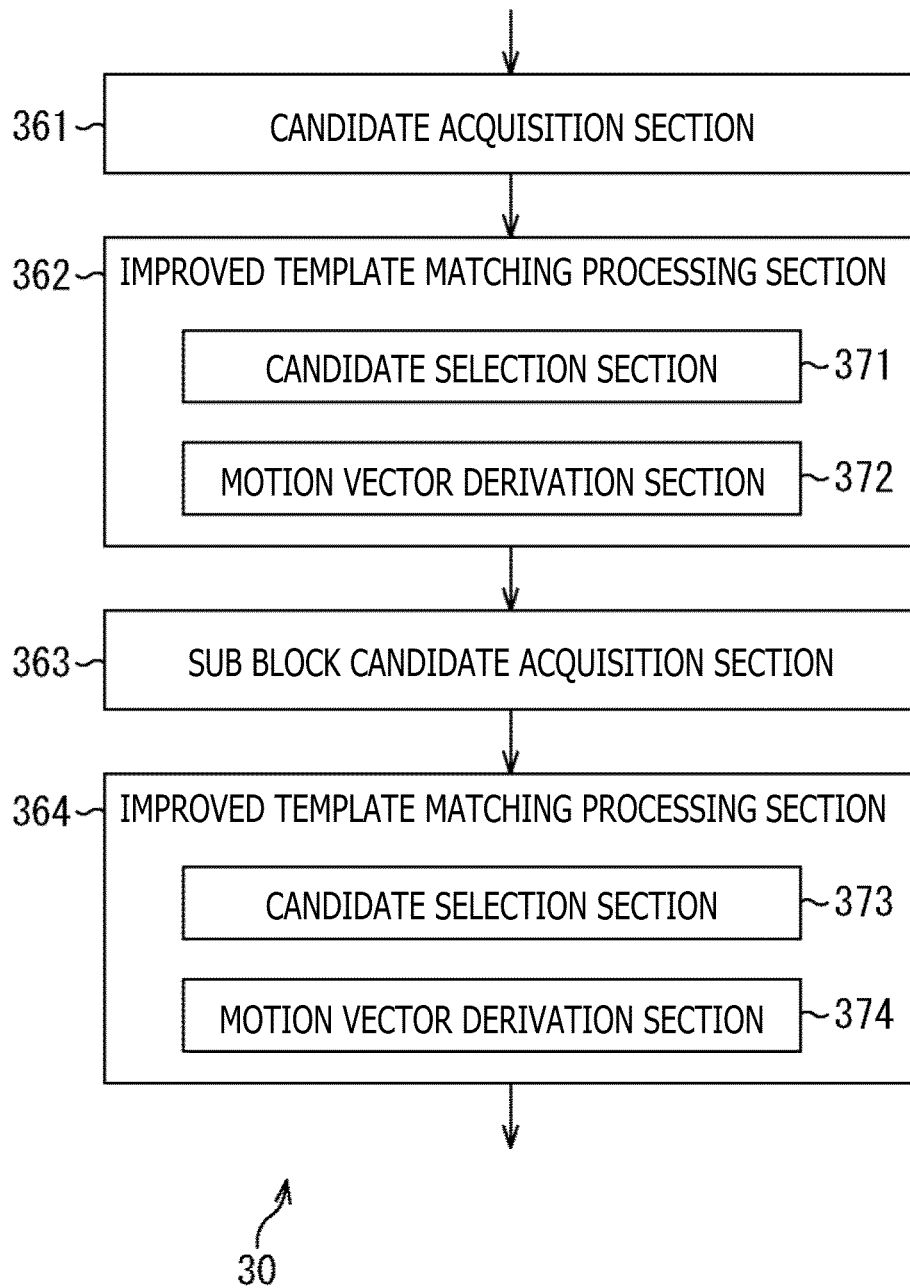 361
CANDIDATE ACQUISITION SECTION
362
IMPROVED TEMPLATE MATCHING PROCESSING SECTION
CANDIDATE SELECTION SECTION
371
MOTION VECTOR DERIVATION SECTION
372
363
SUB BLOCK CANDIDATE ACQUISITION SECTION
364
IMPROVED TEMPLATE MATCHING PROCESSING SECTION
CANDIDATE SELECTION SECTION
373
MOTION VECTOR DERIVATION SECTION
374
30